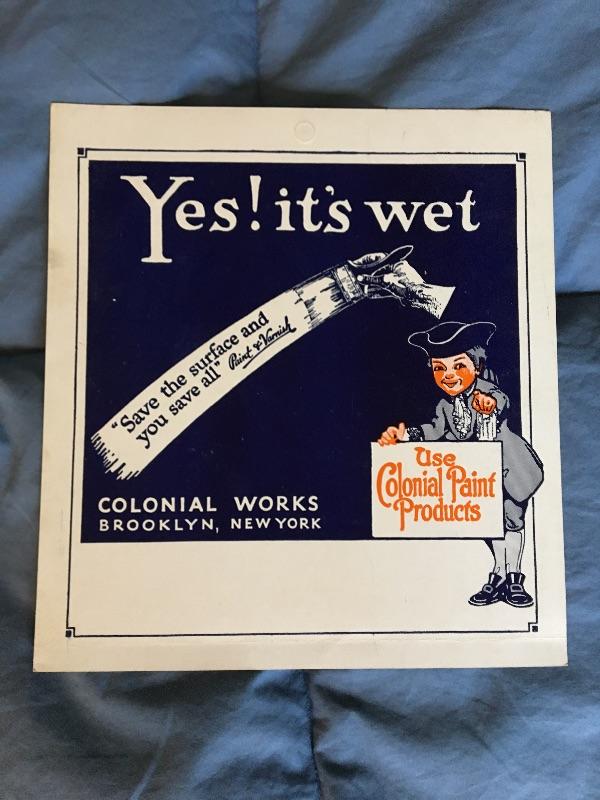 Yes! it's wet
"Save the surface and
you save all" Paint & Varnish
COLONIAL WORKS
BROOKLYN, NEW YORK
Use
Colonial Paint
Products